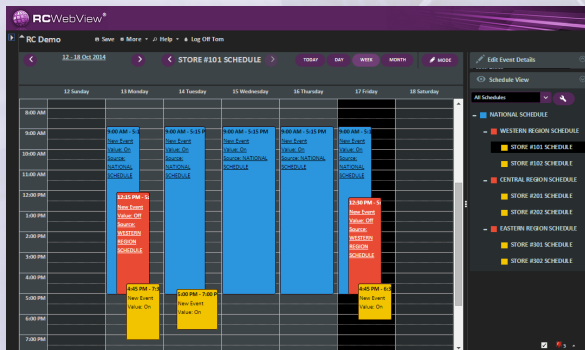 RCWebView®
RC Demo
Save
More
Help
Log Off Tom
12 - 18 Oct 2014
STORE #101 SCHEDULE
TODAY
DAY
WEEK
MONTH
MODE
12 Sunday
13 Monday
14 Tuesday
15 Wednesday
16 Thursday
17 Friday
18 Saturday
8:00 AM
9:00 AM
10:00 AM
11:00 AM
12:00 PM
1:00 PM
2:00 PM
3:00 PM
4:00 PM
5:00 PM
6:00 PM
7:00 PM
9:00 AM - 5:1
New Event
Value: On
Source:
NATIONAL
SCHEDULE
12:15 PM - 5:
New Event
Value: Off
Source:
WESTERN
REGION
SCHEDULE
4:45 PM - 7:3
New Event
Value: On
9:00 AM - 5:15 P
New Event
Value: On
Source: NATIONAL
SCHEDULE
5:00 PM - 7:00 P
New Event
Value: On
9:00 AM - 5:15 PM
New Event
Value: On
Source: NATIONAL
SCHEDULE
9:00 AM - 5:15 PM
New Event
Value: On
Source: NATIONAL
SCHEDULE
9:00 AM - 5:1
New Event
Value: On
Source:
NATIONAL
SCHEDULE
12:30 PM - 5:
New Event
Value: Off
Source:
WESTERN
REGION
SCHEDULE
4:45 PM - 6:3
New Event
Value: On
Edit Event Details
Schedule View
All Schedules
NATIONAL SCHEDULE
WESTERN REGION SCHEDULE
STORE #101 SCHEDULE
STORE #102 SCHEDULE
CENTRAL REGION SCHEDULE
STORE #201 SCHEDULE
STORE #202 SCHEDULE
EASTERN REGION SCHEDULE
STORE #301 SCHEDULE
STORE #302 SCHEDULE